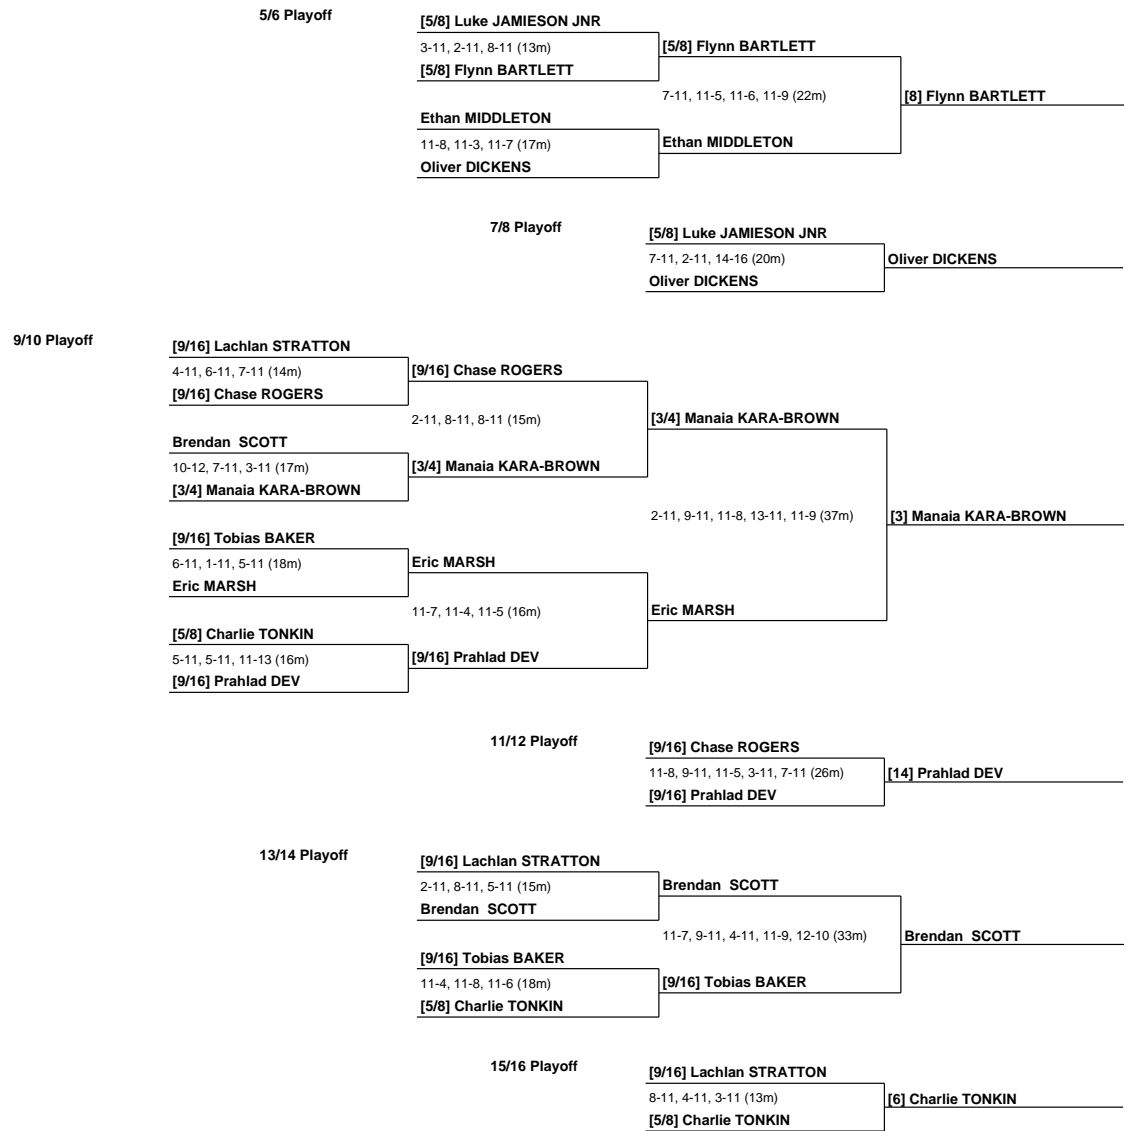 5/6 Playoff
[5/8] Luke JAMIESON JNR
3-11, 2-11, 8-11 (13m)
[5/8] Flynn BARTLETT
[5/8] Flynn BARTLETT
7-11, 11-5, 11-6, 11-9 (22m)
[8] Flynn BARTLETT
Ethan MIDDLETON
11-8, 11-3, 11-7 (17m)
Ethan MIDDLETON
Oliver DICKENS
7/8 Playoff
[5/8] Luke JAMIESON JNR
7-11, 2-11, 14-16 (20m)
Oliver DICKENS
Oliver DICKENS
9/10 Playoff
[9/16] Lachlan STRATTON
4-11, 6-11, 7-11 (14m)
[9/16] Chase ROGERS
[9/16] Chase ROGERS
2-11, 8-11, 8-11 (15m)
[3/4] Manaia KARA-BROWN
Brendan  SCOTT
10-12, 7-11, 3-11 (17m)
[3/4] Manaia KARA-BROWN
[3/4] Manaia KARA-BROWN
2-11, 9-11, 11-8, 13-11, 11-9 (37m)
[3] Manaia KARA-BROWN
[9/16] Tobias BAKER
6-11, 1-11, 5-11 (18m)
Eric MARSH
Eric MARSH
11-7, 11-4, 11-5 (16m)
Eric MARSH
[5/8] Charlie TONKIN
5-11, 5-11, 11-13 (16m)
[9/16] Prahlad DEV
[9/16] Prahlad DEV
11/12 Playoff
[9/16] Chase ROGERS
11-8, 9-11, 11-5, 3-11, 7-11 (26m)
[14] Prahlad DEV
[9/16] Prahlad DEV
13/14 Playoff
[9/16] Lachlan STRATTON
2-11, 8-11, 5-11 (15m)
Brendan  SCOTT
Brendan  SCOTT
11-7, 9-11, 4-11, 11-9, 12-10 (33m)
Brendan  SCOTT
[9/16] Tobias BAKER
11-4, 11-8, 11-6 (18m)
[9/16] Tobias BAKER
[5/8] Charlie TONKIN
15/16 Playoff
[9/16] Lachlan STRATTON
8-11, 4-11, 3-11 (13m)
[6] Charlie TONKIN
[5/8] Charlie TONKIN